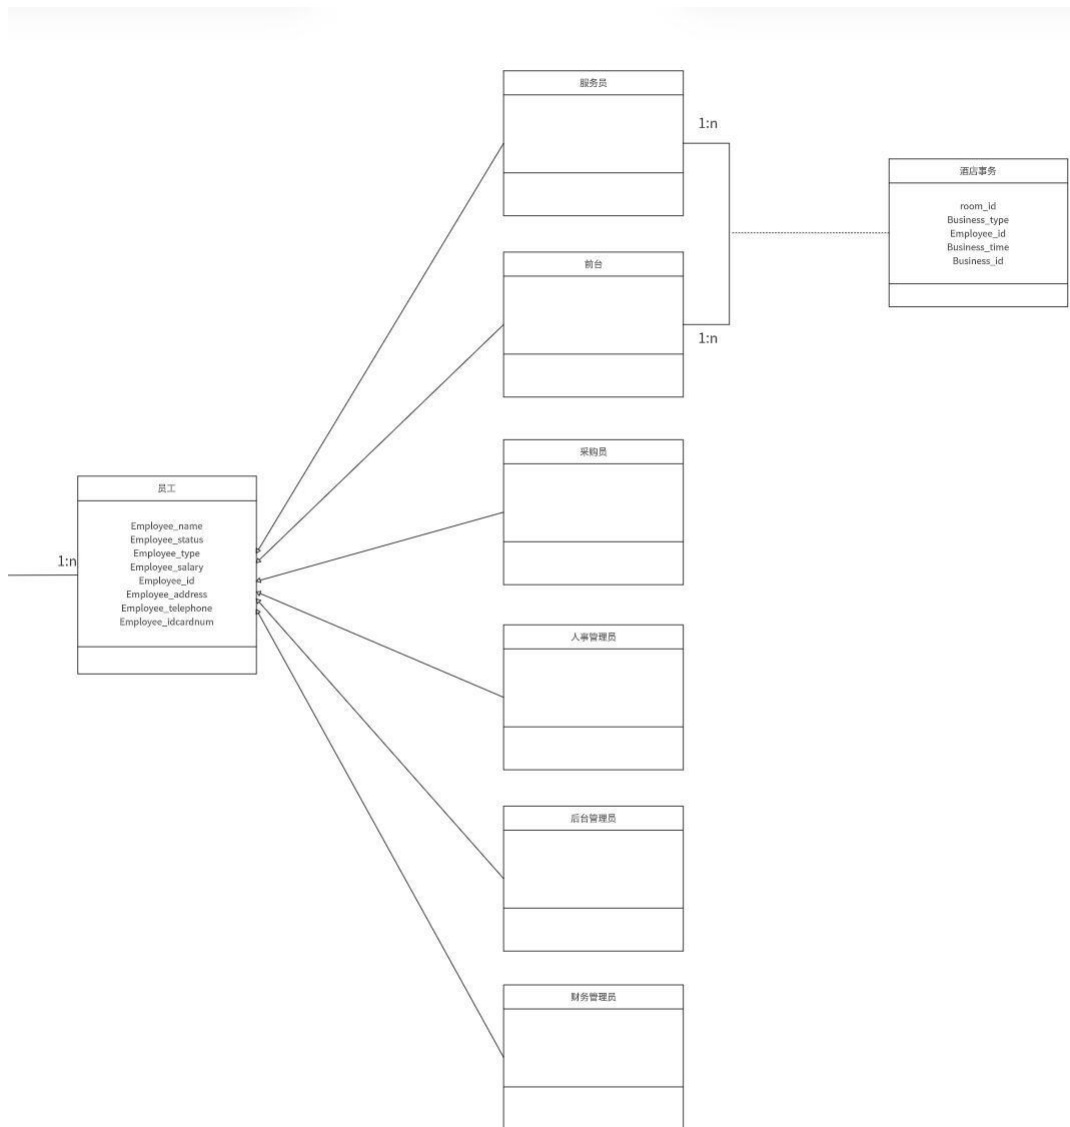 服务员
1:n
酒店事务
room_id
Business_type
Employee_id
Business_time
Business_id
前台
1:n
采购员
员工
Employee_name
Employee_status
Employee_type
Employee_salary
Employee_id
Employee_address
Employee_telephone
Employee_idcardnum
1:n
人事管理员
后台管理员
财务管理员